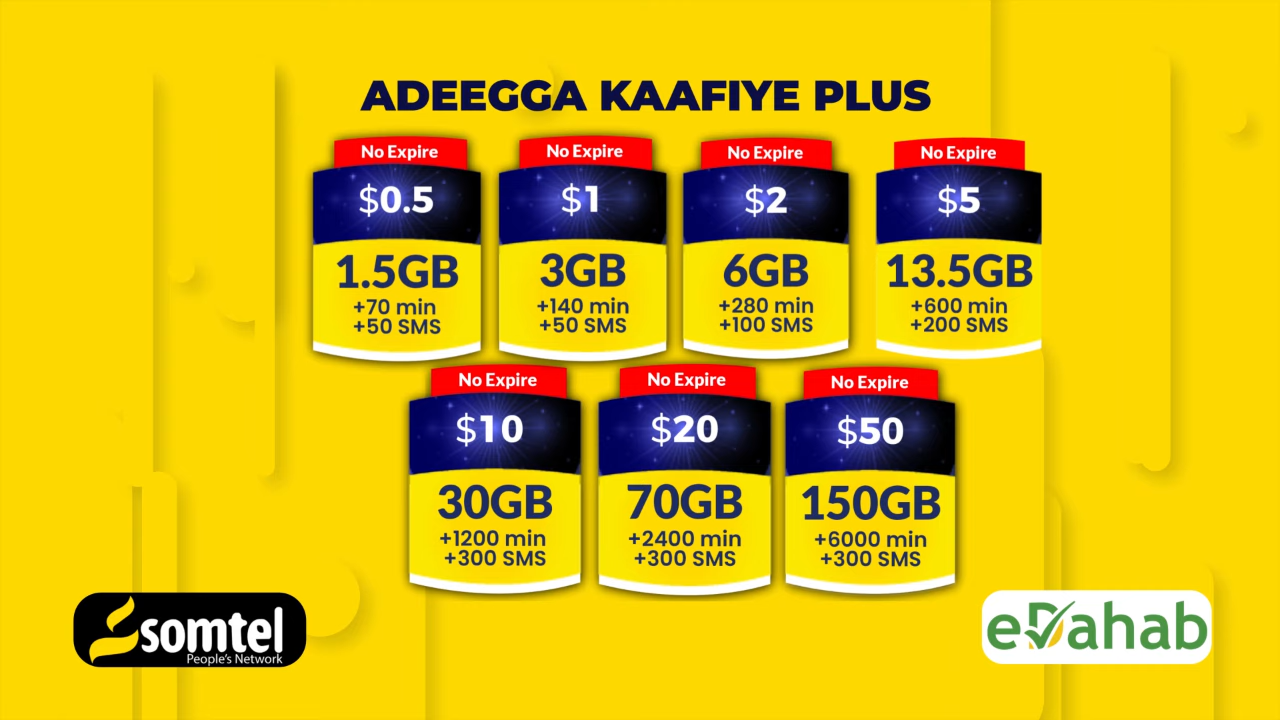 ADEEGGA KAAFIYE PLUS
No Expire
$0.5
1.5GB
+70 min
+50 SMS
No Expire
$1
3GB
+140 min
+50 SMS
No Expire
$2
6GB
+280 min
+100 SMS
No Expire
$5
13.5GB
+600 min
+200 SMS
No Expire
$10
30GB
+1200 min
+300 SMS
No Expire
$20
70GB
+2400 min
+300 SMS
No Expire
$50
150GB
+6000 min
+300 SMS
somtel
People's Network
eDahab